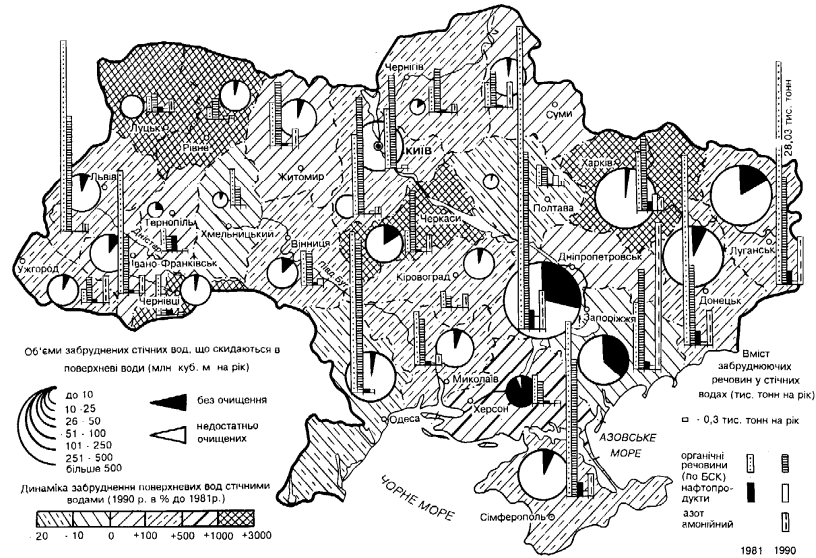 Чернігів
Суми
Луцьк
Рівне
КИЇВ
Житомир
Харків
28,03 тис. тонн
Львів
Тернопіль
Хмельницький
Вінниця
Черкаси
Полтава
Луганськ
Ужгород
Дністер
Івано-Франківськ
Чернівці
Півд. Буг
Кіровоград
Дніпропетровськ
Донецьк
Запоріжжя
Миколаїв
Херсон
Одеса
АЗОВСЬКЕ
МОРЕ
ЧОРНЕ МОРЕ
Сімферополь
Об'єми забруднених стічних вод, що скидаються в
поверхневі води (млн куб. м на рік)
до 10
10 -25
26 - 50
51 - 100
101 - 250
251 - 500
більше 500
без очищення
недостатньо
очищених
Динаміка забруднення поверхневих вод стічними
водами (1990 р. в % до 1981р.)
- 20 - 10 0 +100 +500 +1000 +3000
Вміст
забруднюючих
речовин у стічних
водах (тис. тонн на рік)
- 0,3 тис. тонн на рік
органічні
речовини
(по БСК)
нафтопро-
дукти
азот
амонійний
1981 1990